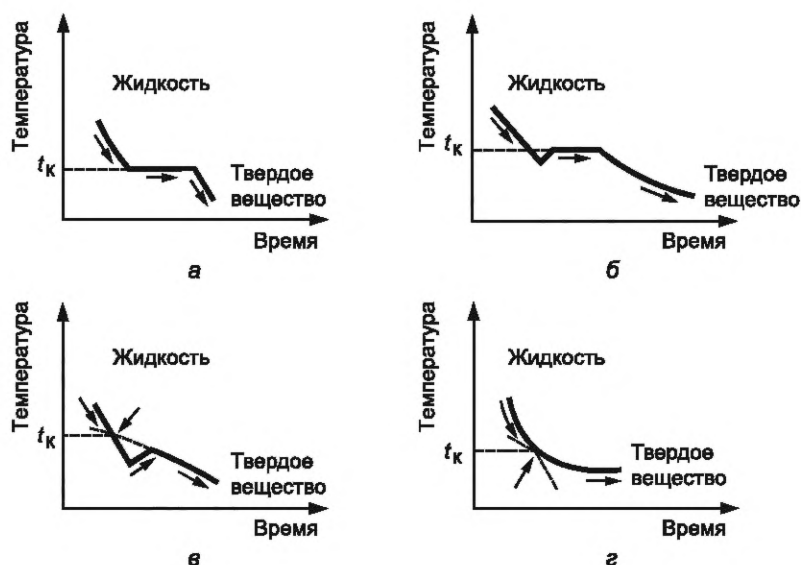 Температура
Жидкость
tК
Твердое
вещество
Время
а
Температура
Жидкость
tК
Твердое
вещество
Время
б
Температура
Жидкость
tК
Твердое
вещество
Время
в
Температура
Жидкость
tК
Твердое
вещество
Время
г